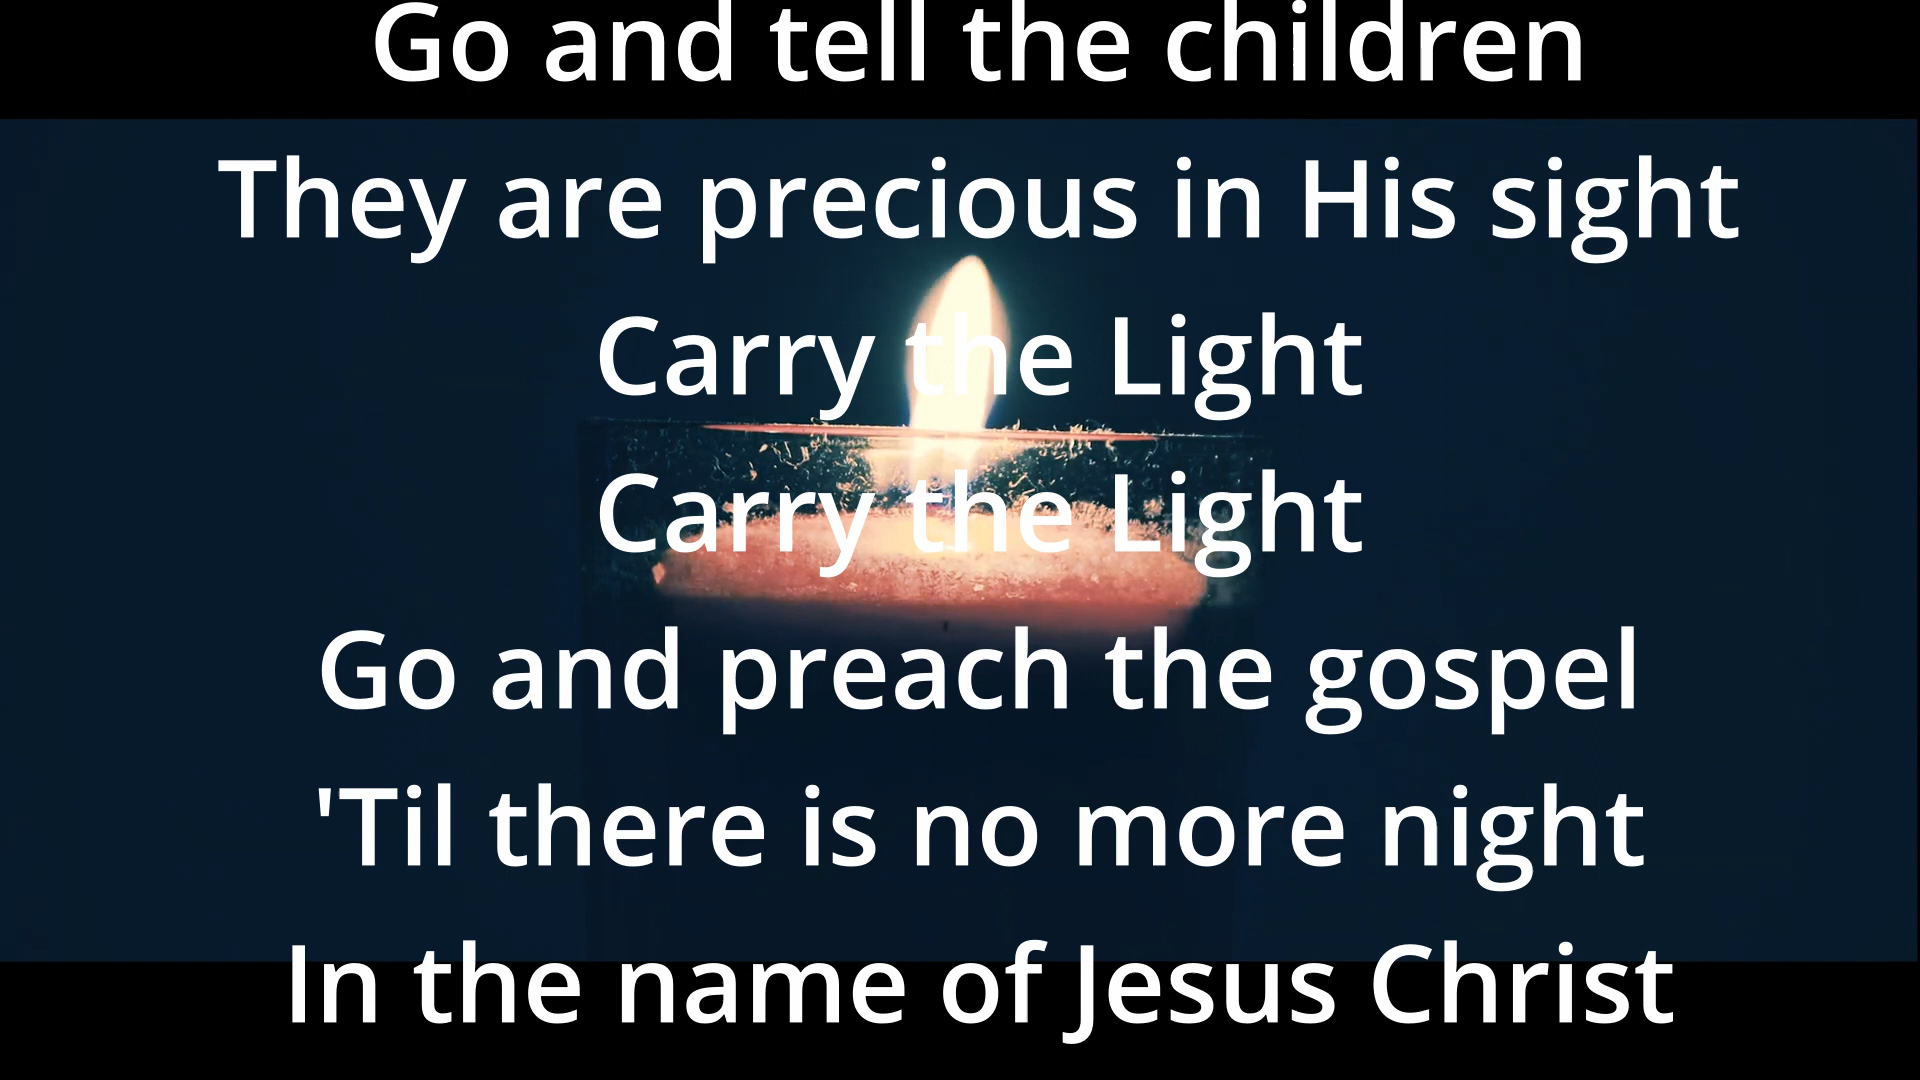 Go and tell the children
They are precious in His sight
Carry the Light
Carry the Light
Go and preach the gospel
'Til there is no more night
In the name of Jesus Christ